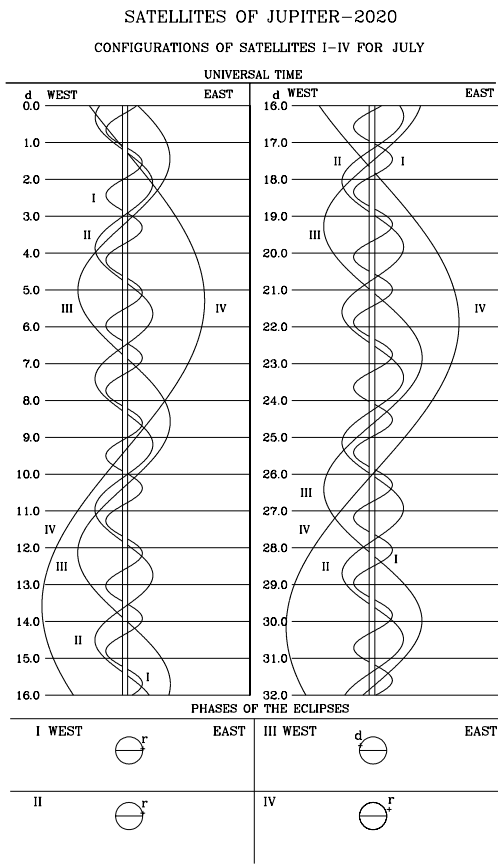 SATELLITES OF JUPITER-2020
CONFIGURATIONS OF SATELLITES I-IV FOR JULY
UNIVERSAL TIME
d WEST EAST d WEST EAST
0.0 16.0
1.0 17.0
II I
2.0 18.0
I
3.0 19.0
II III
4.0 20.0
5.0 21.0
III IV IV
6.0 22.0
7.0 23.0
8.0 24.0
9.0 25.0
10.0 26.0
III
11.0 27.0
IV IV
12.0 28.0
III II I
13.0 29.0
14.0 30.0
II
15.0 31.0
I
16.0 32.0
PHASES OF THE ECLIPSES
I WEST EAST III WEST EAST
r d
II IV
r r